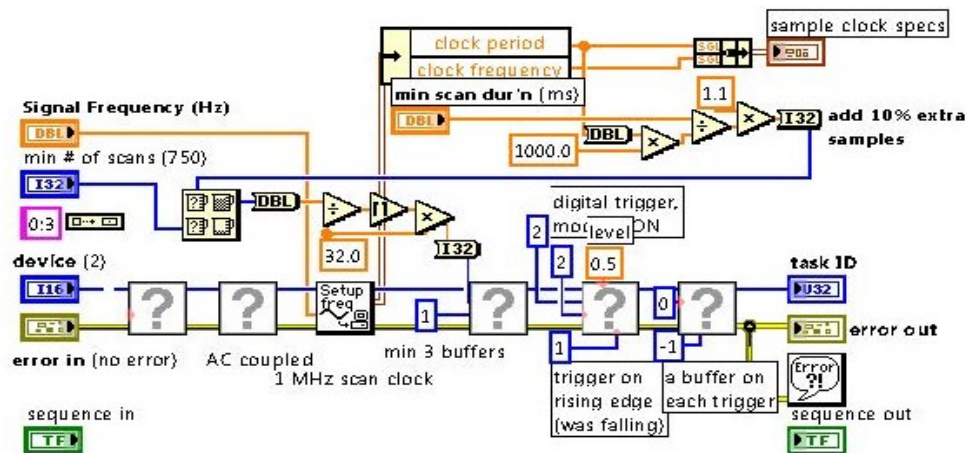 sample clock specs
clock period
clock frequency
SGL
SGL
min scan dur'n (ms)
1.1
Signal Frequency (Hz)
DBL
DBL
DBL
I32
add 10% extra
samples
1000.0
min # of scans (750)
I32
DBL
0:3
32.0
I32
digital trigger,
ON
level
2
2
0.5
device (2)
I16
Setup
freq
1
0
task ID
U32
?
?
?
?
?
error in (no error)
AC coupled
1 MHz scan clock
min 3 buffers
1
-1
error out
trigger on
rising edge
(was falling)
a buffer on
each trigger
Error
?!
sequence in
TF
sequence out
TF